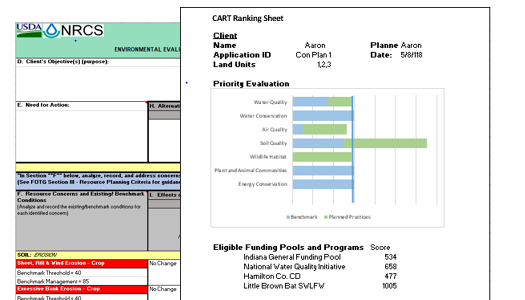 USDA NRCS
ENVIRONMENTAL EVAL
D. Client's Objective(s) (purpose):
E. Need for Action:
H. Alternat
"In Section "F" below, analyze, record, and address concerns
(See FOTG Section III - Resource Planning Criteria for guidanc
F. Resource Concerns and Existing/ Benchmark
Conditions
(Analyze and record the existing/benchmark conditions for
each identified concern)
I. Effects o
SOIL: EROSION
Sheet, Rill & Wind Erosion - Crop
No Change
Benchmark Threshold = 40
Benchmark Management = 85
Excessive Bank Erosion - Crop
No Change
Benchmark Threshold = 40
CART Ranking Sheet
Client
Name Aaron Planne Aaron
Application ID Con Plan 1 Date: 5/8/118
Land Units 1,2,3
Priority Evaluation
Water Quality
Water Conservation
Air Quality
Soil Quality
Wildlife Habitat
Plant and Animal Communities
Energy Conservation
Benchmark Planned Practices
Eligible Funding Pools and Programs Score
Indiana General Funding Pool 534
National Water Quality Initiative 658
Hamilton Co. CD 477
Little Brown Bat SWLFW 1005